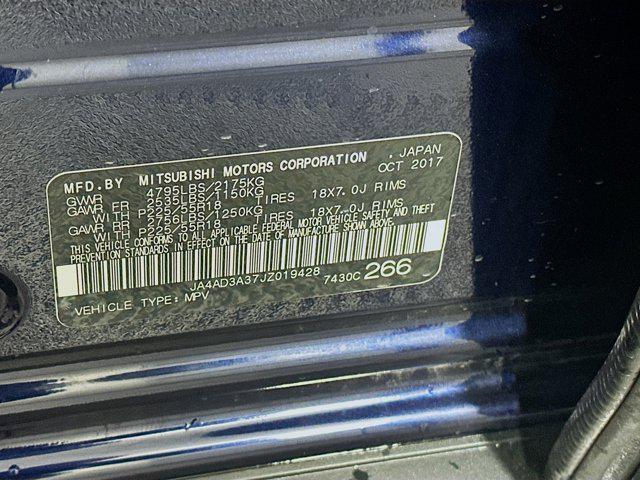 MFD.BY MITSUBISHI MOTORS CORPORATION , JAPAN
GVWR 4795LBS/2175KG OCT 2017
GAWR FR 2535LBS/1150KG
WITH P225/55R18 TIRES 18X7.0J RIMS
GAWR RR 2756LBS/1250KG
WITH P225/55R18 TIRES 18X7.0J RIMS
THIS VEHICLE CONFORMS TO ALL APPLICABLE FEDERAL MOTOR VEHICLE SAFETY AND THEFT
PREVENTION STANDARDS IN EFFECT ON THE DATE OF MANUFACTURE SHOWN ABOVE.
JA4AD3A37JZ019428 7430C 266
VEHICLE TYPE: MPV